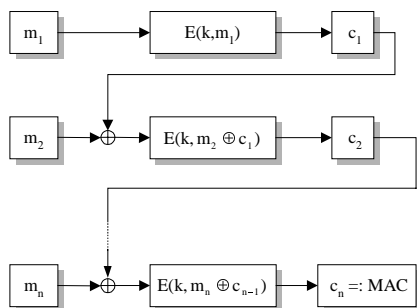 m₁ E(k,m₁) c₁
m₂ ⊕ E(k, m₂ ⊕ c₁) c₂
mₙ ⊕ E(k, mₙ ⊕ cₙ₋₁) cₙ =: MAC